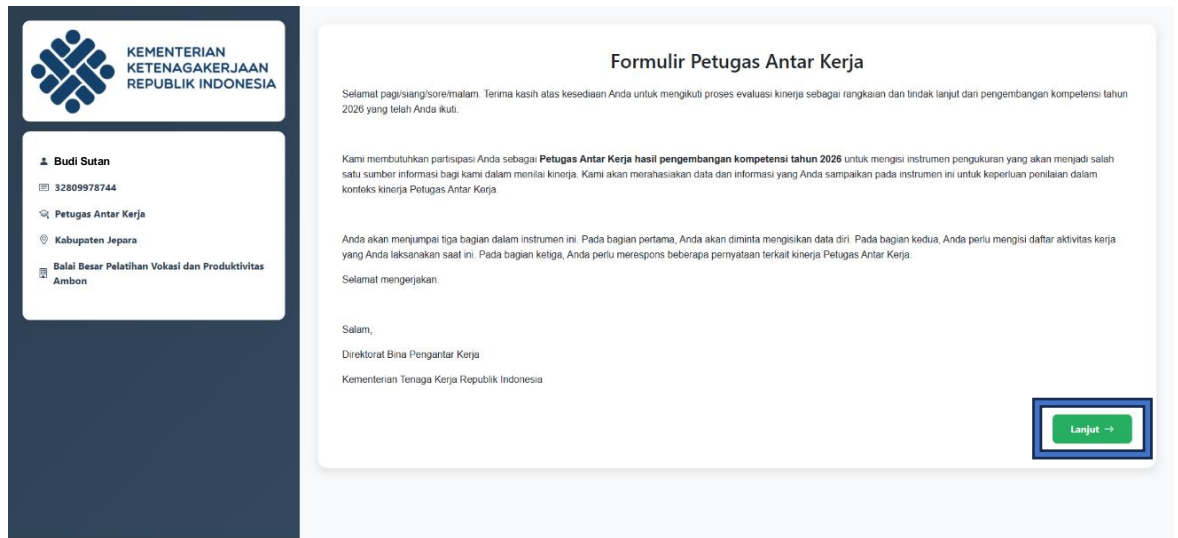 KEMENTERIAN
KETENAGAKERJAAN
REPUBLIK INDONESIA
Budi Sutan
32809978744
Petugas Antar Kerja
Kabupaten Jepara
Balai Besar Pelatihan Vokasi dan Produktivitas
Ambon
Formulir Petugas Antar Kerja
Selamat pagi/siang/sore/malam. Terima kasih atas kesediaan Anda untuk mengikuti proses evaluasi kinerja sebagai rangkaian dan tindak lanjut dari pengembangan kompetensi tahun
2026 yang telah Anda ikuti.
Kami membutuhkan partisipasi Anda sebagai Petugas Antar Kerja hasil pengembangan kompetensi tahun 2026 untuk mengisi instrumen pengukuran yang akan menjadi salah
satu sumber informasi bagi kami dalam menilai kinerja. Kami akan merahasiakan data dan informasi yang Anda sampaikan pada instrumen ini untuk keperluan penilaian dalam
konteks kinerja Petugas Antar Kerja.
Anda akan menjumpai tiga bagian dalam instrumen ini. Pada bagian pertama, Anda akan diminta mengisikan data diri. Pada bagian kedua, Anda perlu mengisi daftar aktivitas kerja
yang Anda laksanakan saat ini. Pada bagian ketiga, Anda perlu merespons beberapa pernyataan terkait kinerja Petugas Antar Kerja.
Selamat mengerjakan.
Salam,
Direktorat Bina Pengantar Kerja
Kementerian Tenaga Kerja Republik Indonesia
Lanjut →